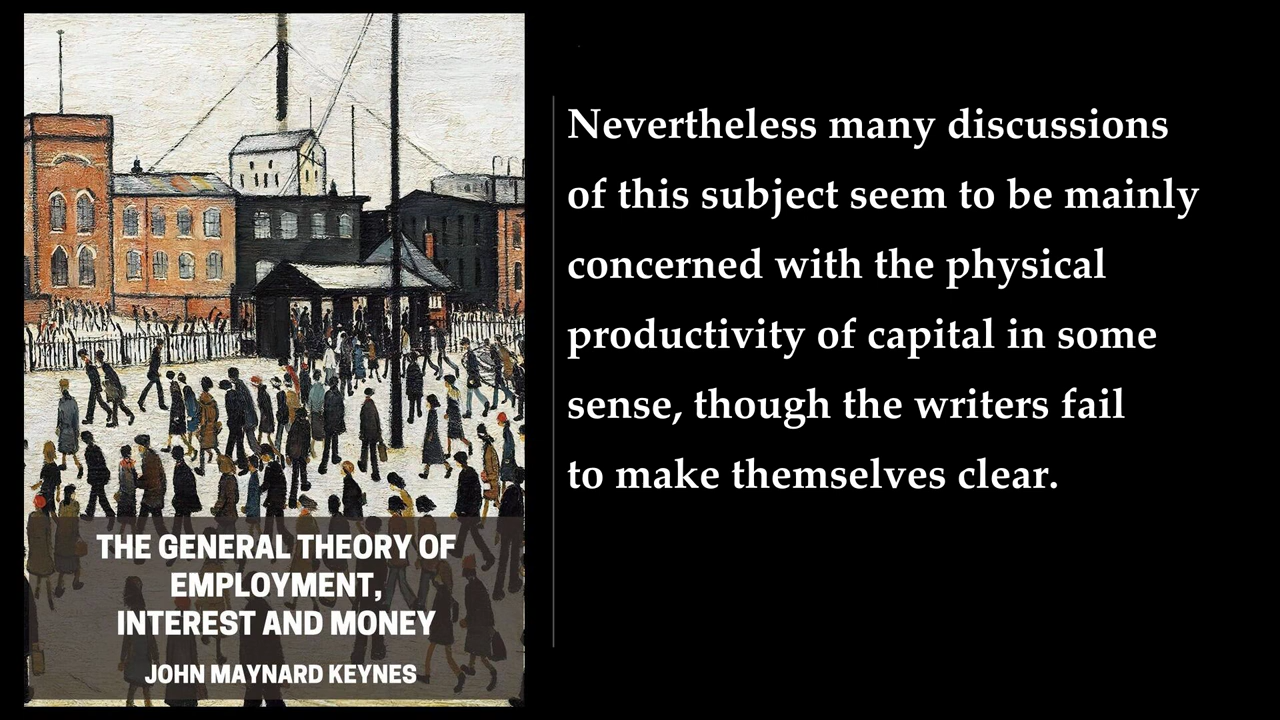 THE GENERAL THEORY OF
EMPLOYMENT,
INTEREST AND MONEY
JOHN MAYNARD KEYNES
Nevertheless many discussions
of this subject seem to be mainly
concerned with the physical
productivity of capital in some
sense, though the writers fail
to make themselves clear.